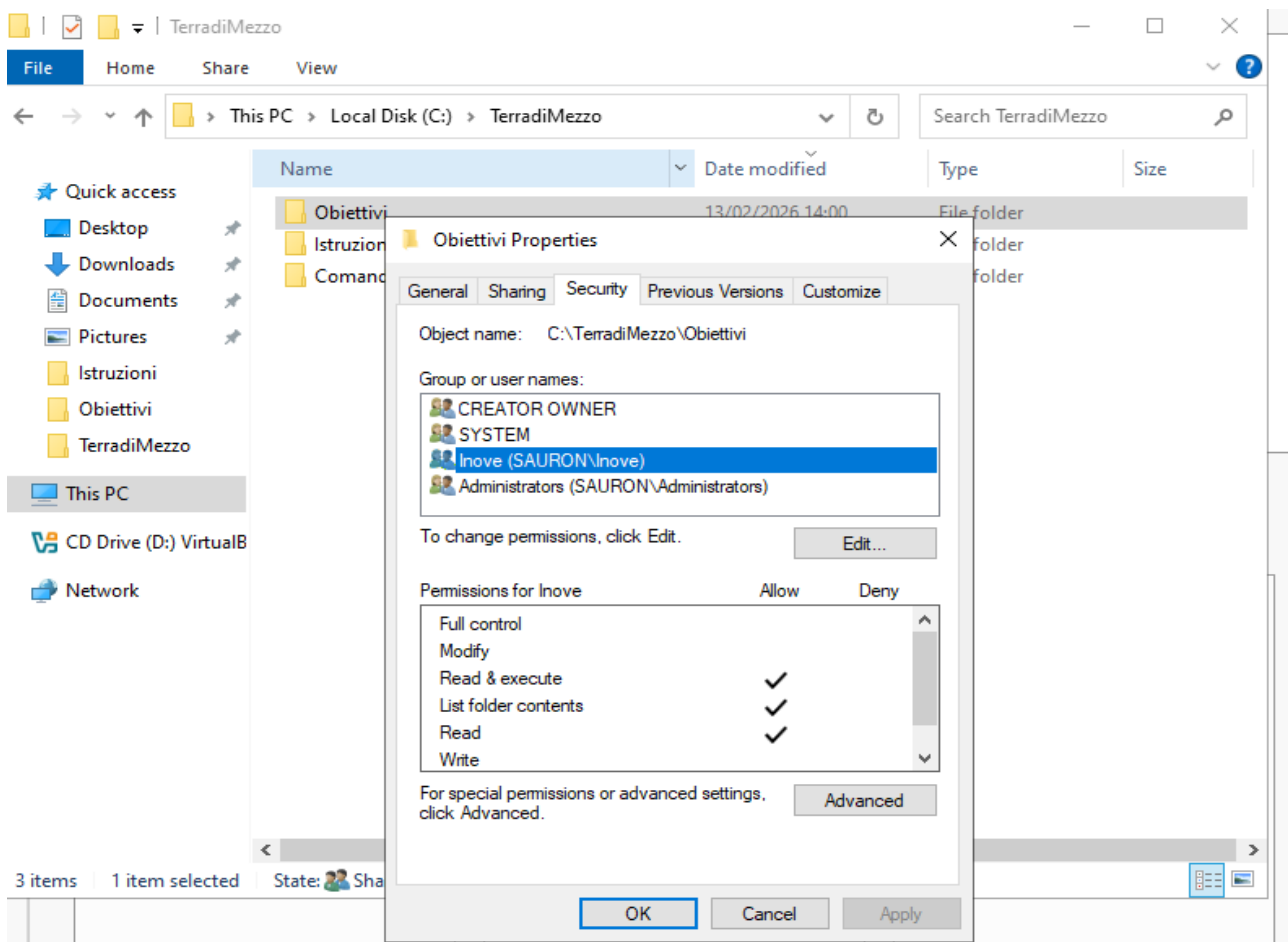 TerradiMezzo
File Home Share View
This PC > Local Disk (C:) > TerradiMezzo
Search TerradiMezzo
Name Date modified Type Size
Quick access
Desktop
Downloads
Documents
Pictures
Istruzioni
Obiettivi
TerradiMezzo
This PC
CD Drive (D:) VirtualB
Network
Obiettivi 13/02/2026 14:00 File folder
Istruzion folder
Comand folder
Obiettivi Properties
General Sharing Security Previous Versions Customize
Object name: C:\TerradiMezzo\Obiettivi
Group or user names:
CREATOR OWNER
SYSTEM
Inove (SAURON\Inove)
Administrators (SAURON\Administrators)
To change permissions, click Edit.
Edit...
Permissions for Inove Allow Deny
Full control
Modify
Read & execute
List folder contents
Read
Write
For special permissions or advanced settings,
click Advanced.
Advanced
OK Cancel Apply
3 items 1 item selected State: Sha